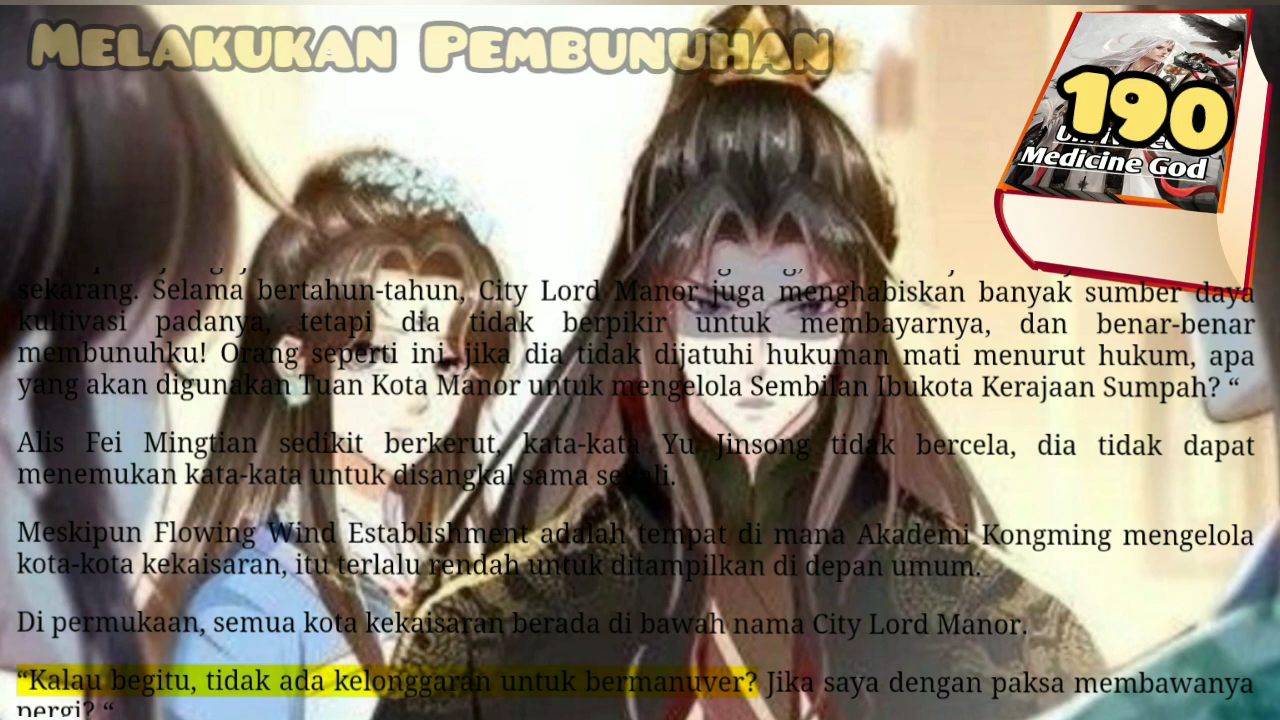 MELAKUKAN PEMBUNUHAN
190
Medicine God
sekarang. Selama bertahun-tahun, City Lord Manor juga menghabiskan banyak sumber daya
kultivasi padanya, tetapi dia tidak berpikir untuk membayarnya, dan benar-benar
membunuhku! Orang seperti ini, jika dia tidak dijatuhi hukuman mati menurut hukum, apa
yang akan digunakan Tuan Kota Manor untuk mengelola Sembilan Ibukota Kerajaan Sumpah? “
Alis Fei Mingtian sedikit berkerut, kata-kata Yu Jinsong tidak bercela, dia tidak dapat
menemukan kata-kata untuk disangkal sama sekali.
Meskipun Flowing Wind Establishment adalah tempat di mana Akademi Kongming mengelola
kota-kota kekaisaran, itu terlalu rendah untuk ditampilkan di depan umum.
Di permukaan, semua kota kekaisaran berada di bawah nama City Lord Manor.
“Kalau begitu, tidak ada kelonggaran untuk bermanuver? Jika saya dengan paksa membawanya
pergi? “